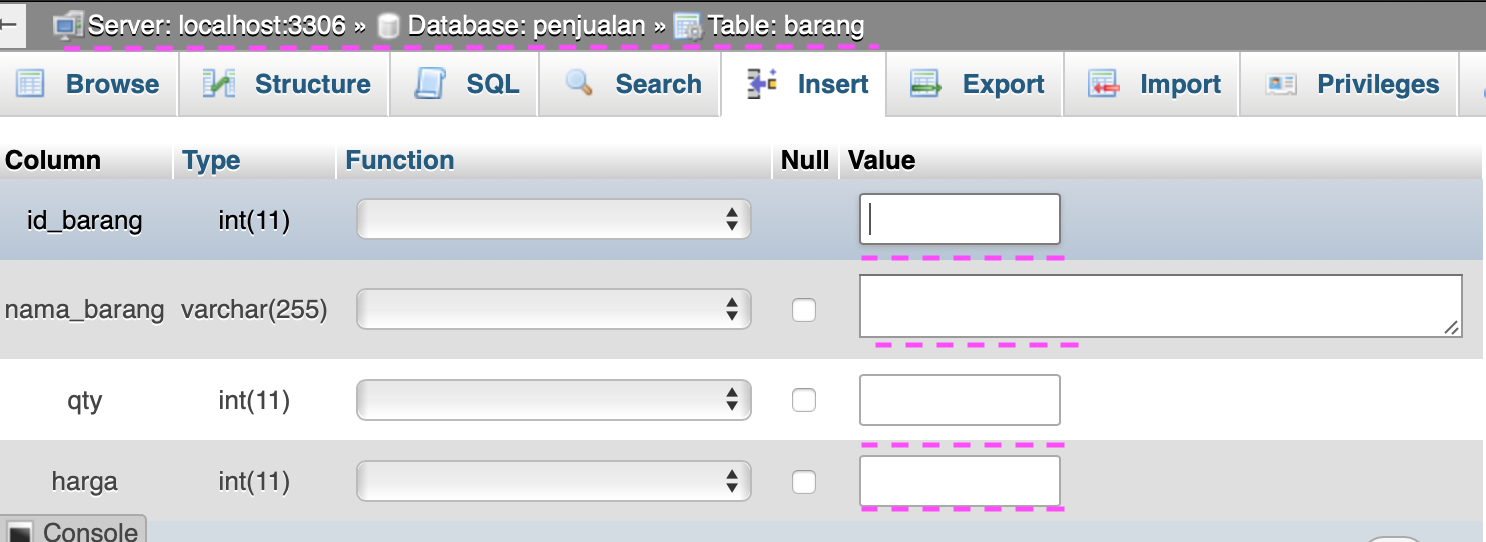 Server: localhost:3306 » Database: penjualan » Table: barang
Browse Structure SQL Search Insert Export Import Privileges
Column Type Function Null Value
id_barang int(11)
nama_barang varchar(255)
qty int(11)
harga int(11)
Console